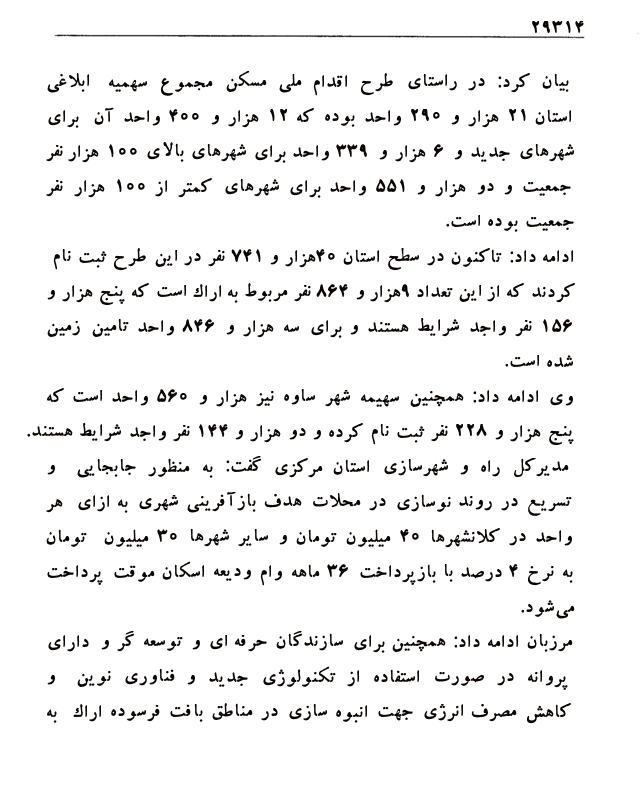 ۲۹۳۱۴
بیان کرد: در راستای طرح اقدام ملی مسکن مجموع سهمیه ابلاغی
استان ۲۱ هزار و ۲۹۰ واحد بوده که ۱۲ هزار و ۴۰۰ واحد آن برای
شهرهای جدید و ۶ هزار و ۳۳۹ واحد برای شهرهای بالای ۱۰۰ هزار نفر
جمعیت و دو هزار و ۵۵۱ واحد برای شهرهای کمتر از ۱۰۰ هزار نفر
جمعیت بوده است.
ادامه داد: تاکنون در سطح استان ۴۰هزار و ۷۴۱ نفر در این طرح ثبت نام
کردند که از این تعداد ۹هزار و ۸۶۴ نفر مربوط به اراك است که پنج هزار و
۱۵۶ نفر واجد شرایط هستند و برای سه هزار و ۸۴۶ واحد تامین زمین
شده است.
وی ادامه داد: همچنین سهیمه شهر ساوه نیز هزار و ۵۶۰ واحد است که
پنج هزار و ۲۲۸ نفر ثبت نام کرده و دو هزار و ۱۴۴ نفر واجد شرایط هستند.
مدیرکل راه و شهرسازی استان مرکزی گفت: به منظور جابجایی و
تسریع در روند نوسازی در محلات هدف بازآفرینی شهری به ازای هر
واحد در کلانشهرها ۴۰ میلیون تومان و سایر شهرها ۳۰ میلیون تومان
به نرخ ۴ درصد با بازپرداخت ۳۶ ماهه وام ودیعه اسکان موقت پرداخت
می‌شود.
مرزبان ادامه داد: همچنین برای سازندگان حرفه ای و توسعه گر و دارای
پروانه در صورت استفاده از تکنولوژی جدید و فناوری نوین و
کاهش مصرف انرژی جهت انبوه سازی در مناطق بافت فرسوده اراك به